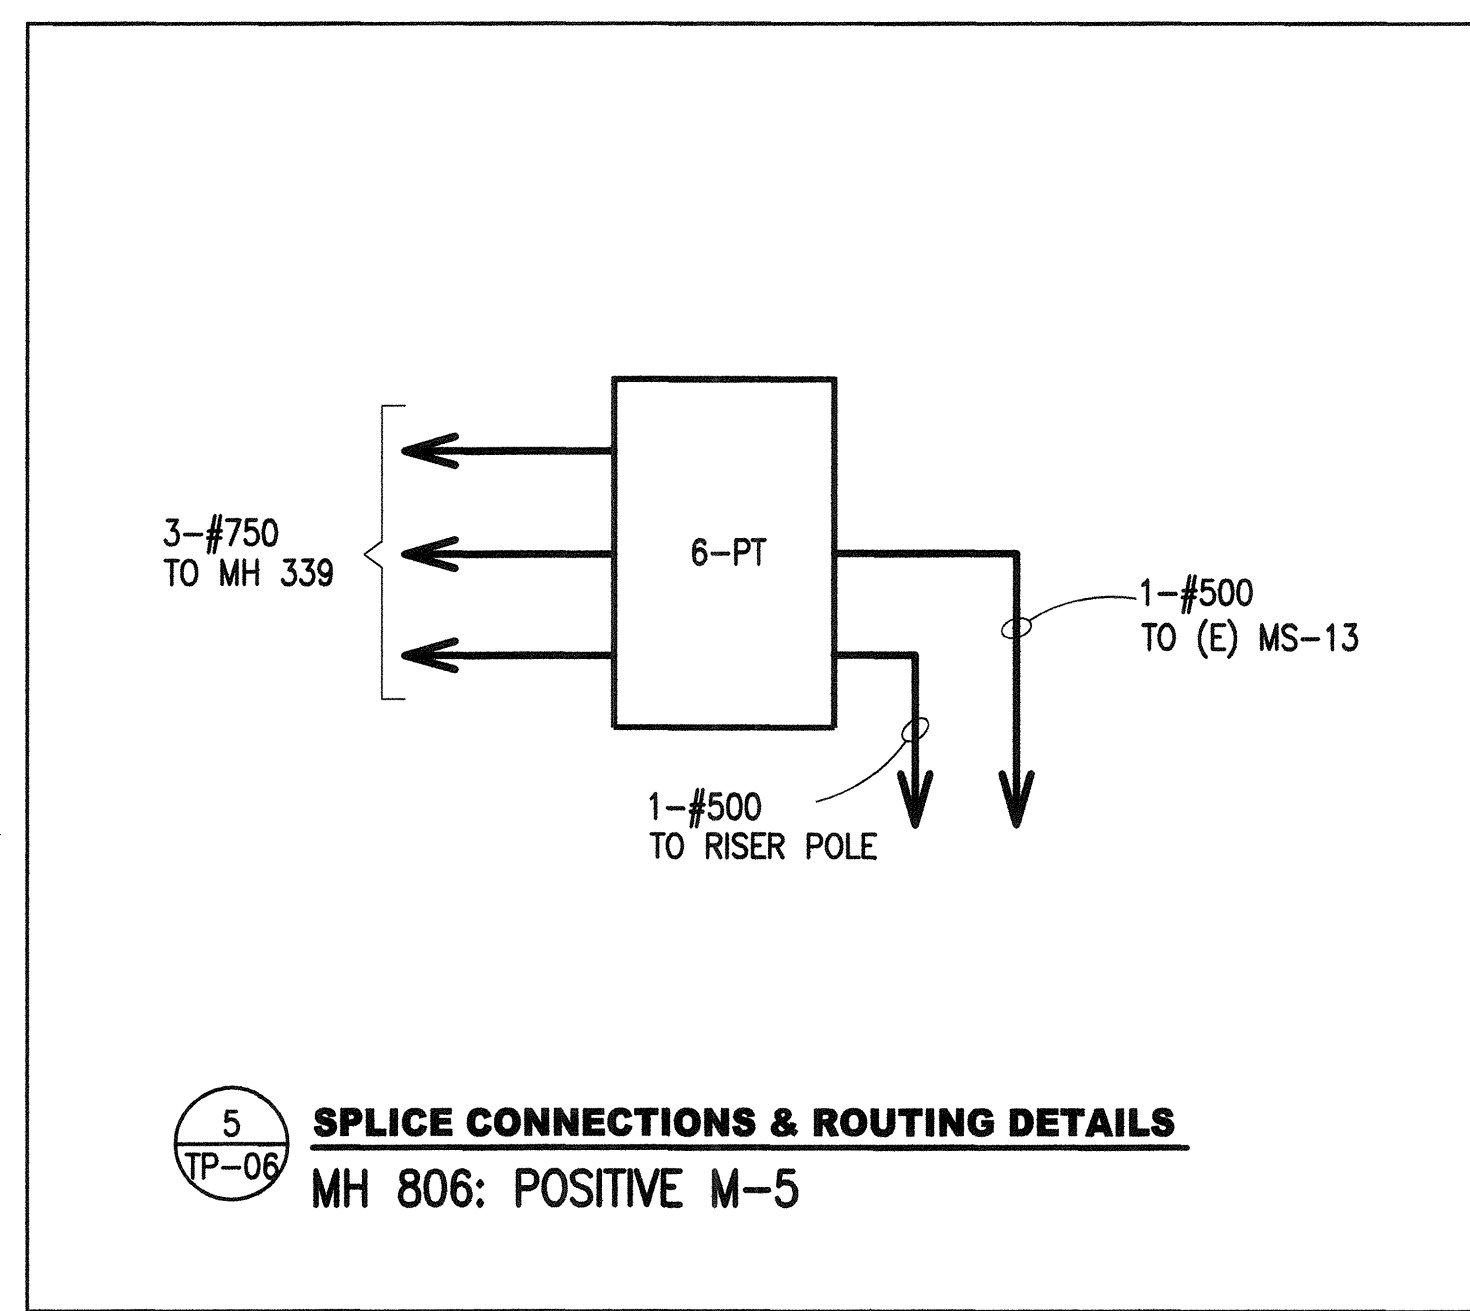 3-#750
TO MH 339
6-PT
1-#500
TO (E) MS-13
1-#500
TO RISER POLE
5
TP-06
SPLICE CONNECTIONS & ROUTING DETAILS
MH 806: POSITIVE M-5